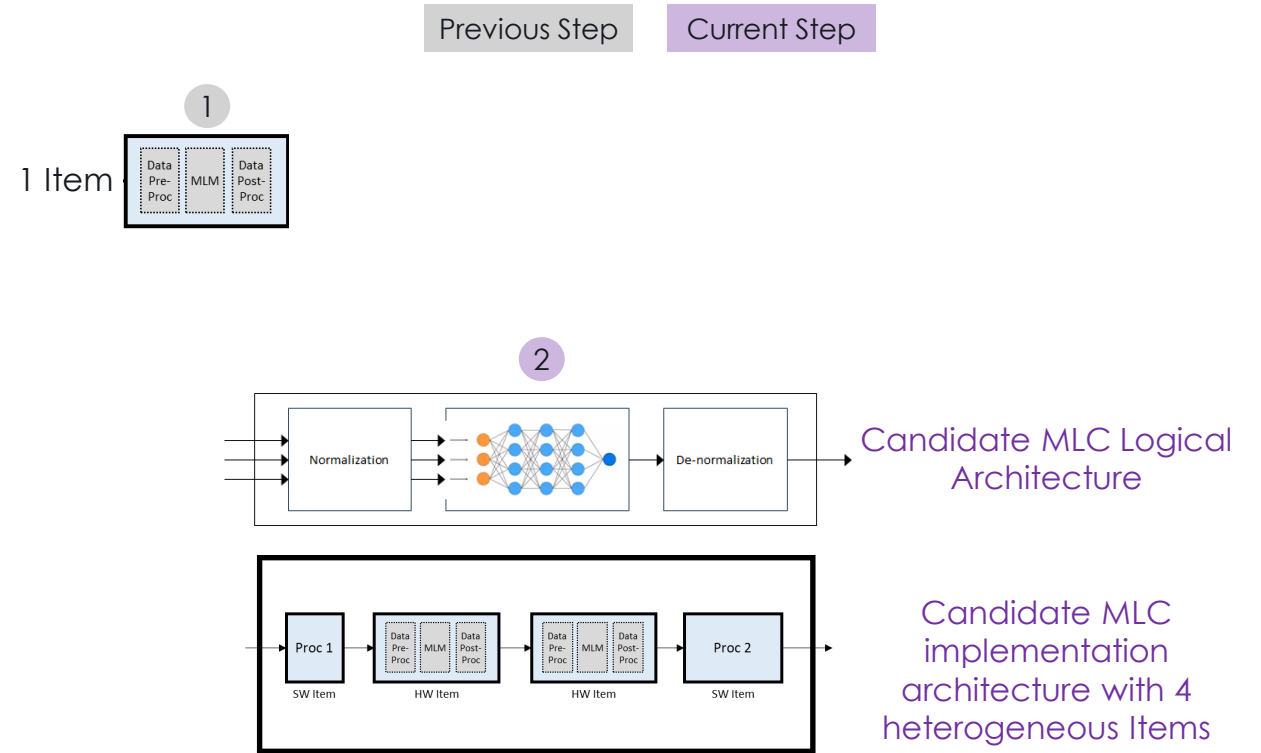 Previous Step
Current Step
1
1 Item
Data
Pre-
Proc
MLM
Data
Post-
Proc
2
Normalization
De-normalization
Candidate MLC Logical
Architecture
Proc 1
SW Item
Data
Pre-
Proc
MLM
Data
Post-
Proc
HW Item
Data
Pre-
Proc
MLM
Data
Post-
Proc
HW Item
Proc 2
SW Item
Candidate MLC
implementation
architecture with 4
heterogeneous Items